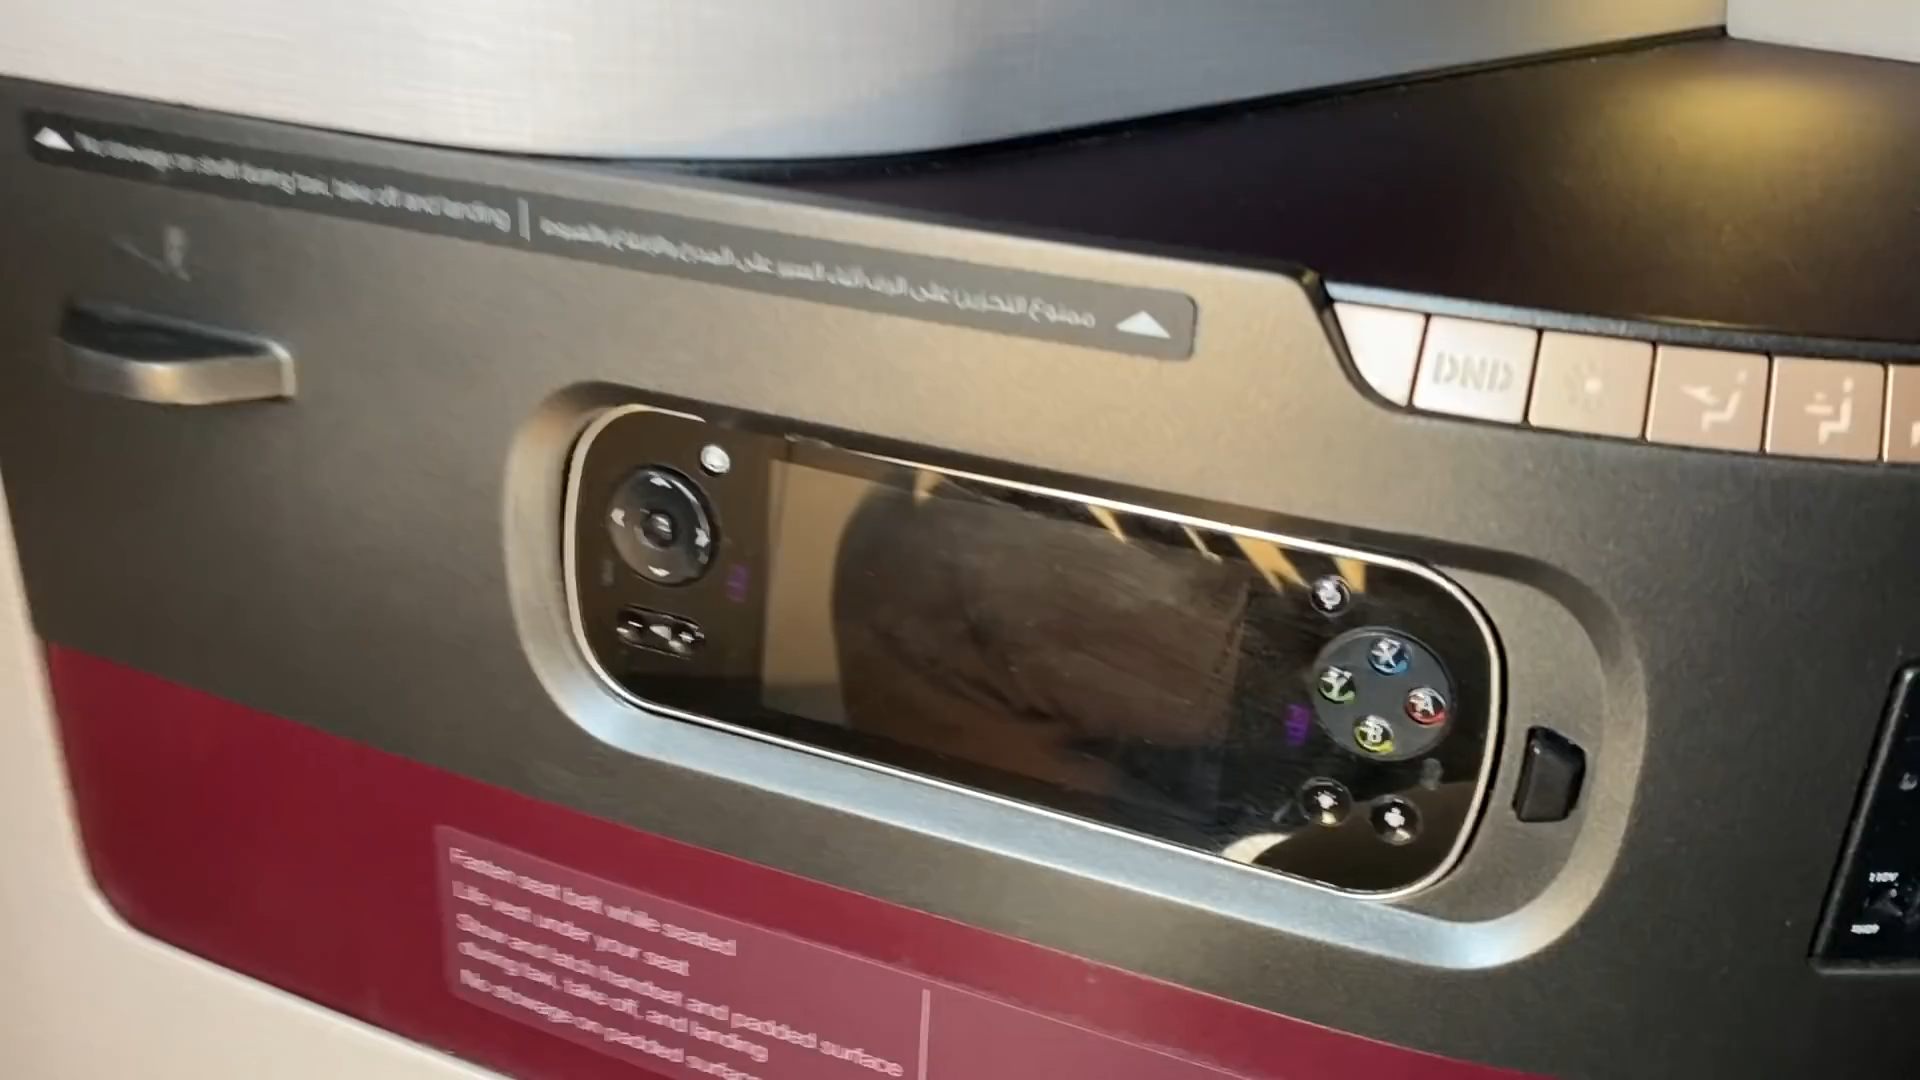 No stowage on shelf during taxi, take off and landing
ممنوع التخزين على الرف أثناء السير على المدرج والإقلاع والهبوط
DND
X
Y
A
B
Fasten seat belt while seated
Life vest under your seat
Stow and latch handset and padded surface
during taxi, take off, and landing
No stowage on padded surface